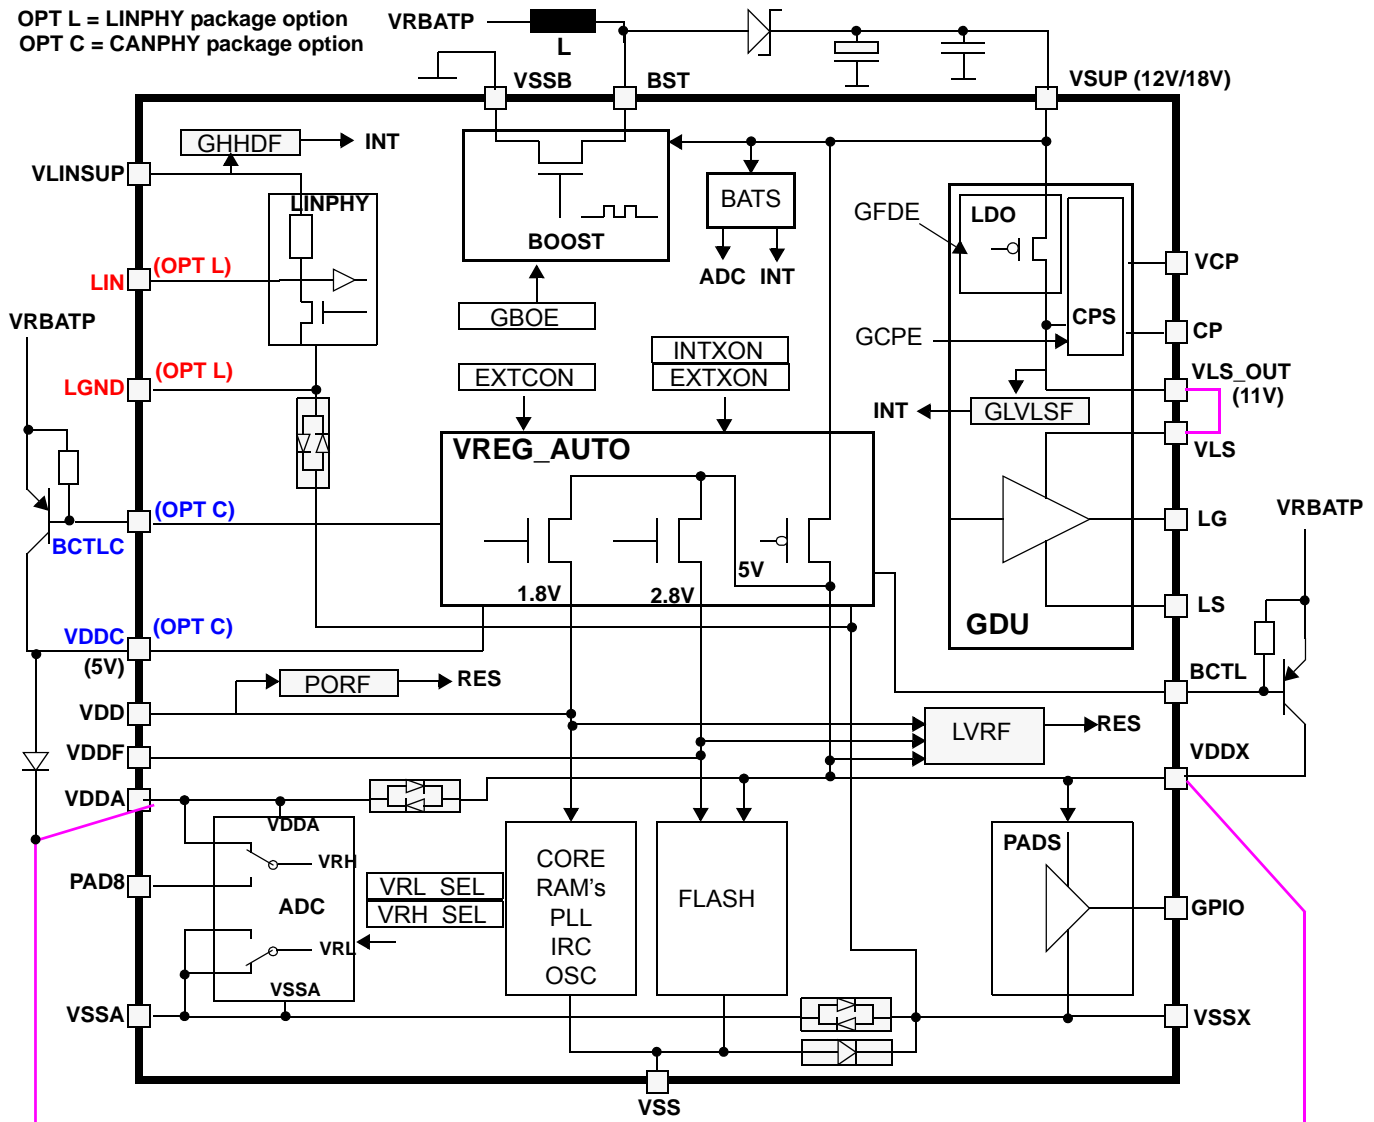 OPT L = LINPHY package option
OPT C = CANPHY package option
VRBATP
L
VSSB
BST
VSUP (12V/18V)
GHHDF
INT
VLINSUP
LINPHY
BOOST
BATS
ADC
INT
GFDE
LDO
CPS
VCP
LIN
(OPT L)
GBOE
GCPE
CP
VRBATP
INTXON
EXTXON
EXTCON
LGND
(OPT L)
VLS_OUT
(11V)
INT
GLVLSF
VLS
VREG_AUTO
(OPT C)
BCTLC
LG
VRBATP
5V
1.8V
2.8V
LS
GDU
VDDC
(5V)
(OPT C)
BCTL
PORF
RES
VDD
LVRF
RES
VDDF
VDDX
VDDA
VDDA
VRH
PAD8
ADC
VRL
VSSA
VRL_SEL
VRH_SEL
CORE
RAM's
PLL
IRC
OSC
FLASH
PADS
GPIO
VSSA
VSSX
VSS